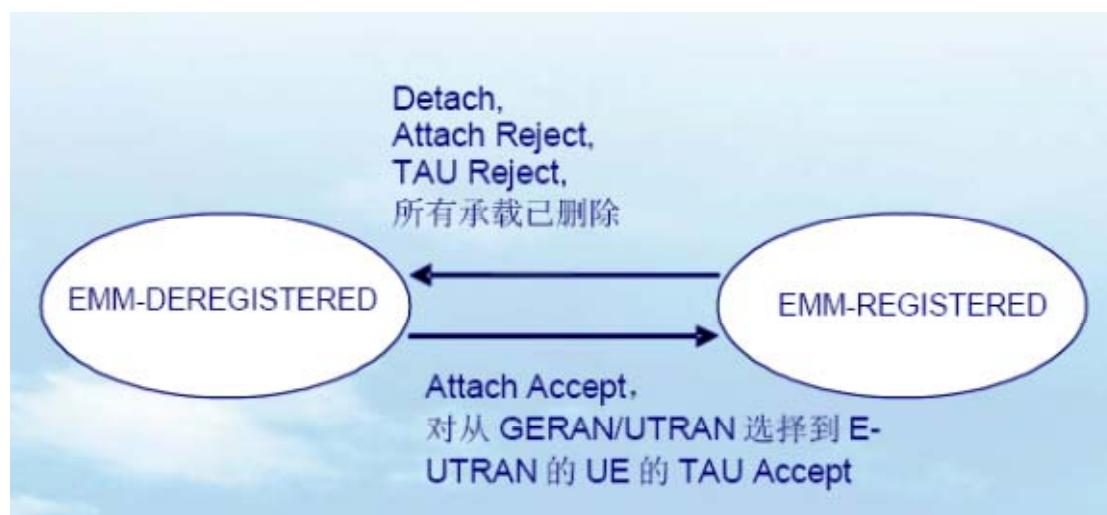 Detach,
Attach Reject,
TAU Reject,
所有承载已删除
EMM-DEREGISTERED
EMM-REGISTERED
Attach Accept，
对从 GERAN/UTRAN 选择到 E-
UTRAN 的 UE 的 TAU Accept